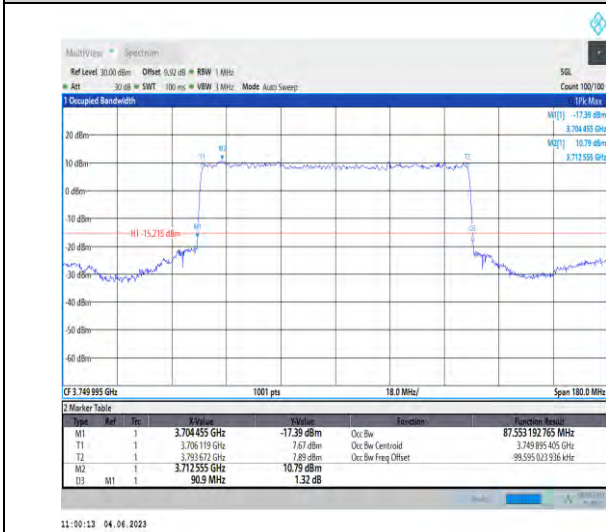 MultiView Spectrum
Ref Level 30.00 dBm Offset 9.92 dB RBW 1 MHz SGL
Att 30 dB SWT 100 ms VBW 3 MHz Mode Auto Sweep Count 100/100
1 Occupied Bandwidth 1Pk Max
M1[1] -17.39 dBm
3.704 455 GHz
M2[1] 10.79 dBm
3.712 555 GHz
20 dBm
10 dBm
T1 M2 T2
0 dBm
-10 dBm
H1 -15.215 dBm M1 D3
-20 dBm
-30 dBm
-40 dBm
-50 dBm
-60 dBm
CF 3.749 995 GHz 1001 pts 18.0 MHz/ Span 180.0 MHz
2 Marker Table
Type Ref Trc X-Value Y-Value Function Function Result
M1 1 3.704 455 GHz -17.39 dBm Occ Bw 87.553 192 765 MHz
T1 1 3.706 119 GHz 7.67 dBm Occ Bw Centroid 3.749 895 405 GHz
T2 1 3.793 672 GHz 7.89 dBm Occ Bw Freq Offset -99.595 023 936 kHz
M2 1 3.712 555 GHz 10.79 dBm
D3 M1 1 90.9 MHz 1.32 dB
11:00:13 04.06.2023